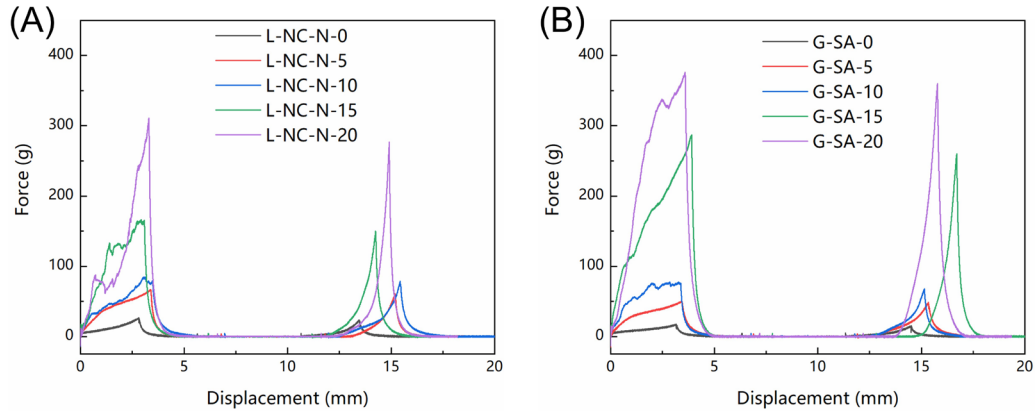 (A)
400
300
200
100
0
Force (g)
L-NC-N-0
L-NC-N-5
L-NC-N-10
L-NC-N-15
L-NC-N-20
0 5 10 15 20
Displacement (mm)
(B)
400
300
200
100
0
Force (g)
G-SA-0
G-SA-5
G-SA-10
G-SA-15
G-SA-20
0 5 10 15 20
Displacement (mm)